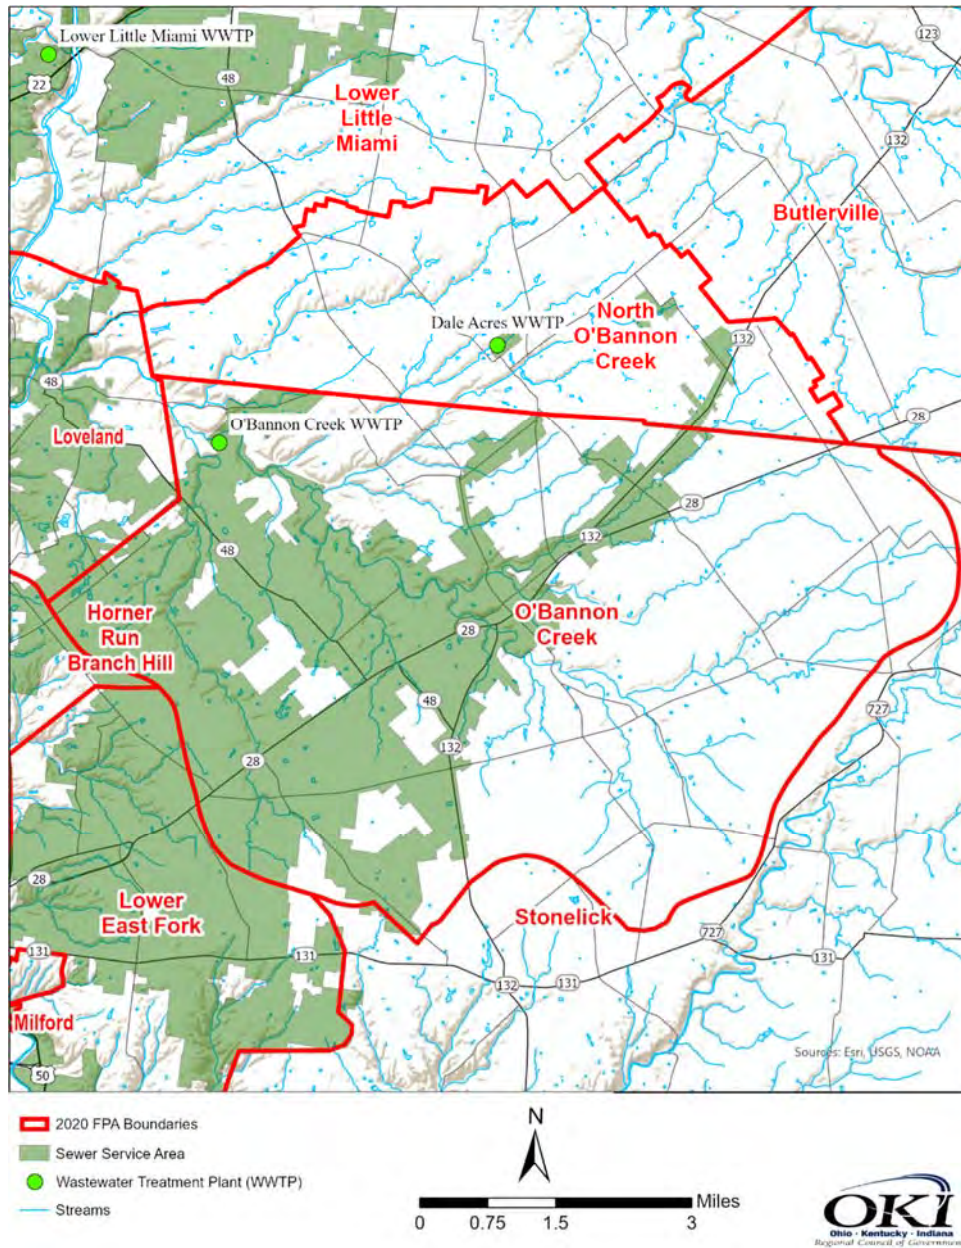 Lower Little Miami WWTP
22
48
123
Lower
Little
Miami
132
Butlerville
North
O'Bannon
Creek
Dale Acres WWTP
132
48
O'Bannon Creek WWTP
Loveland
28
28
132
48
Horner
Run
Branch Hill
O'Bannon
Creek
28
48
727
132
28
28
Lower
East Fork
Stonelick
727
131
131
131
132
131
Milford
50
Sources: Esri, USGS, NOAA
2020 FPA Boundaries
Sewer Service Area
Wastewater Treatment Plant (WWTP)
Streams
N
Miles
0 0.75 1.5 3
OKI
Ohio • Kentucky • Indiana
Regional Council of Government